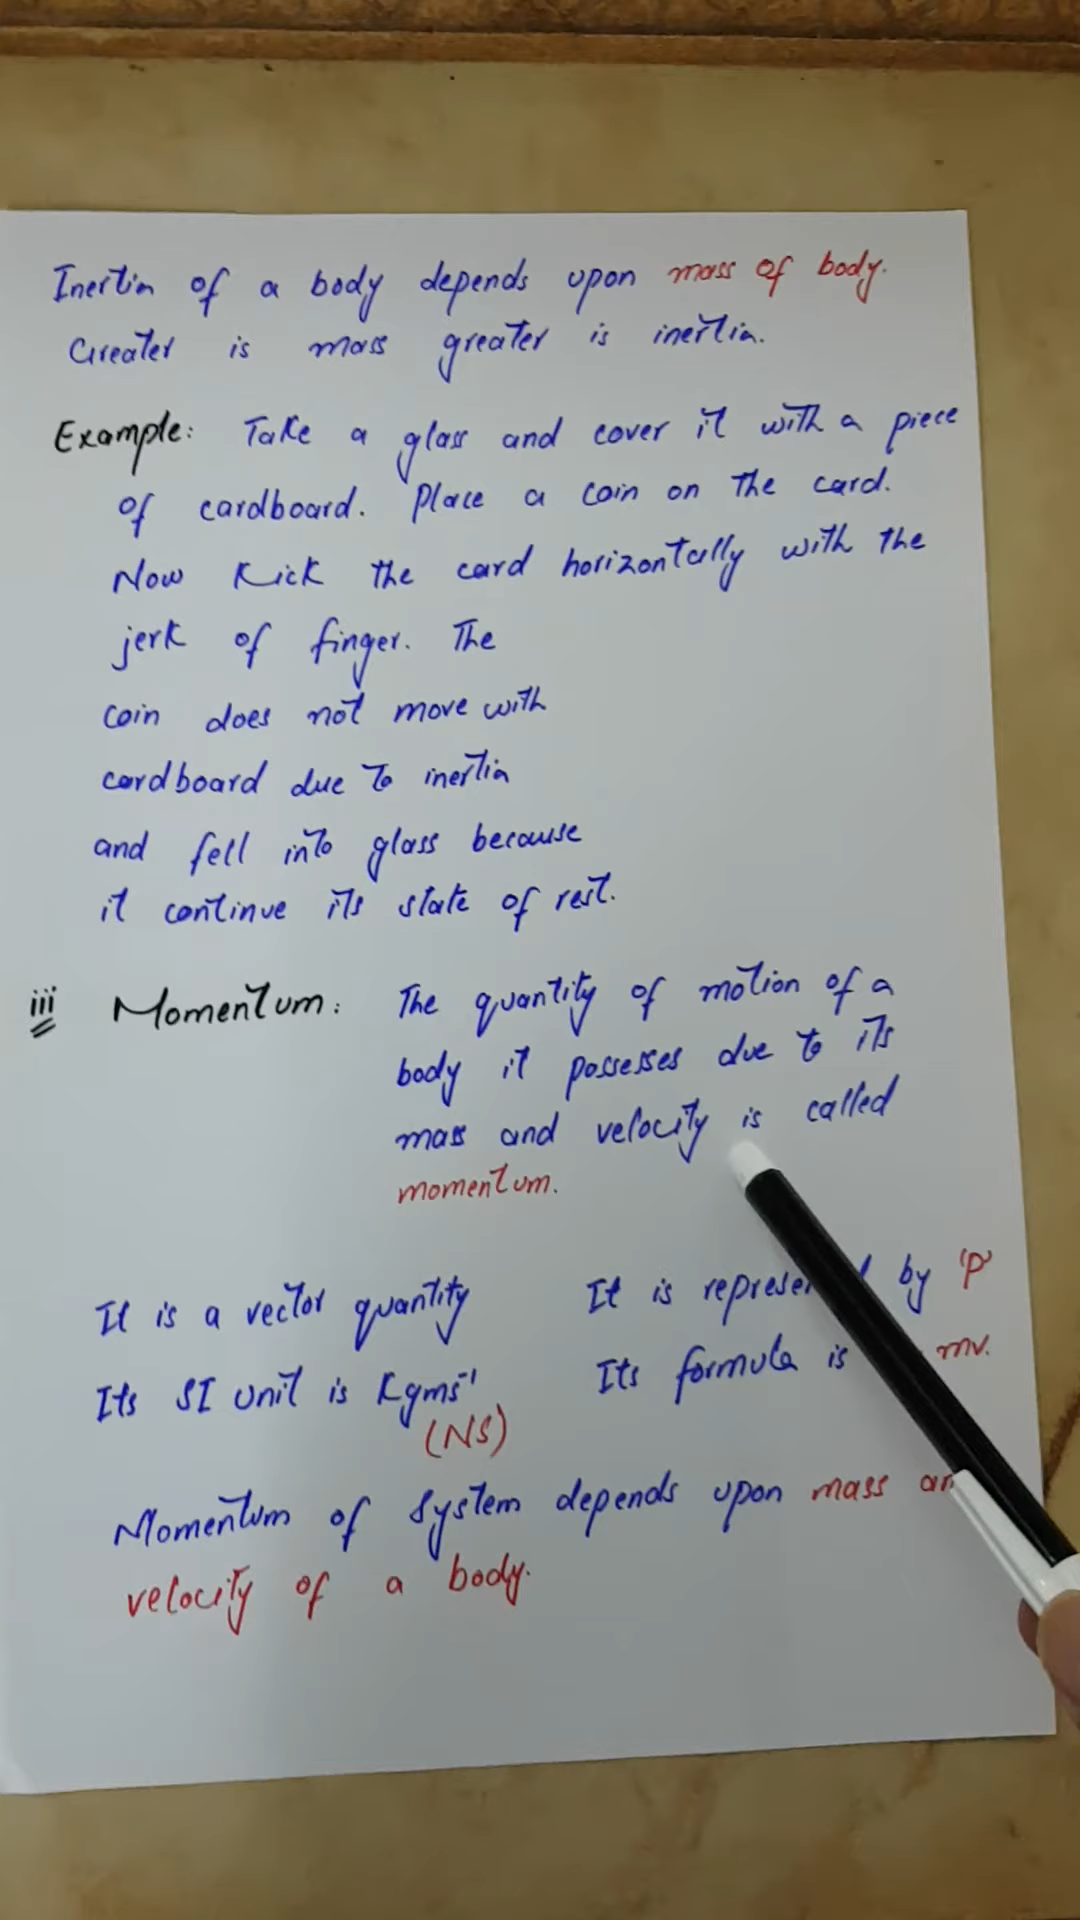 Inertia of a body depends upon mass of body.
Greater is mass greater is inertia.
Example: Take a glass and cover it with a piece
of cardboard. Place a coin on the card.
Now Kick the card horizontally with the
jerk of finger. The
coin does not move with
cardboard due to inertia
and fell into glass because
it continue its state of rest.
iii Momentum: The quantity of motion of a
body it possesses due to its
mass and velocity is called
momentum.
It is a vector quantity
It is by 'P'
Its SI unit is Kgms⁻¹
(NS)
Its formula is mv.
Momentum of System depends upon mass
velocity of a body.